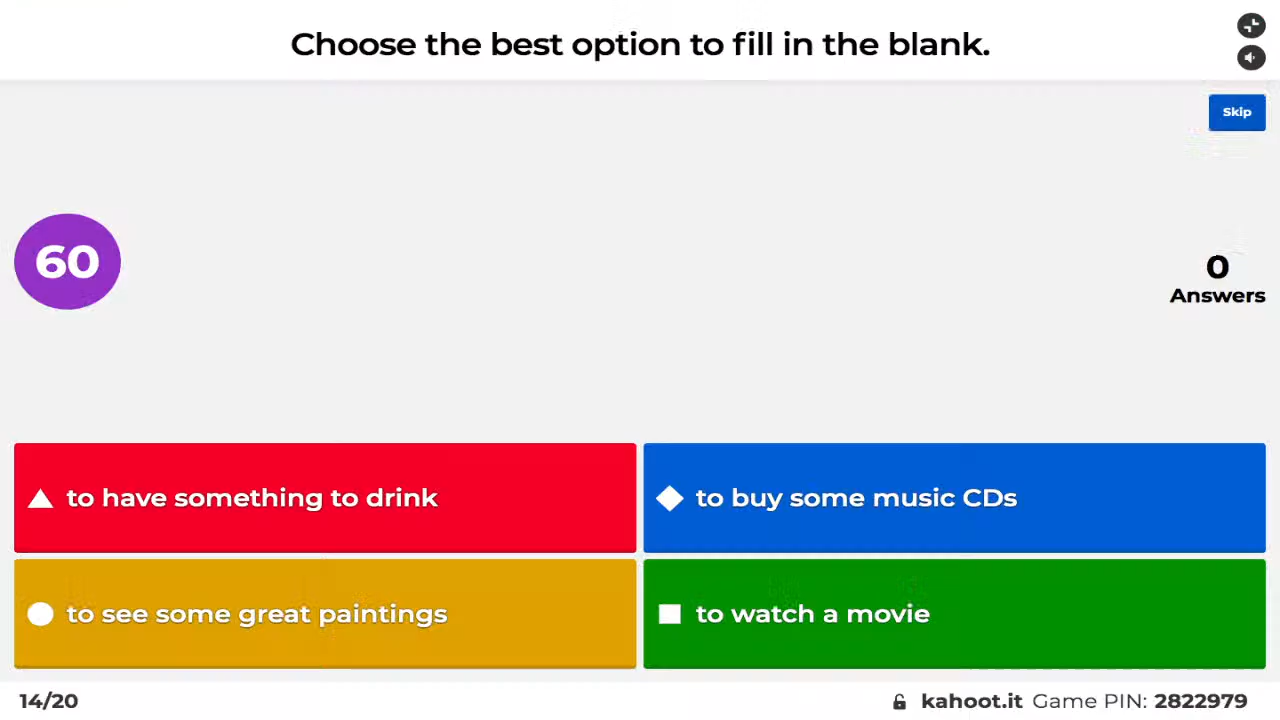 Choose the best option to fill in the blank.
Skip
60
0
Answers
to have something to drink
to buy some music CDs
to see some great paintings
to watch a movie
14/20
kahoot.it Game PIN: 2822979